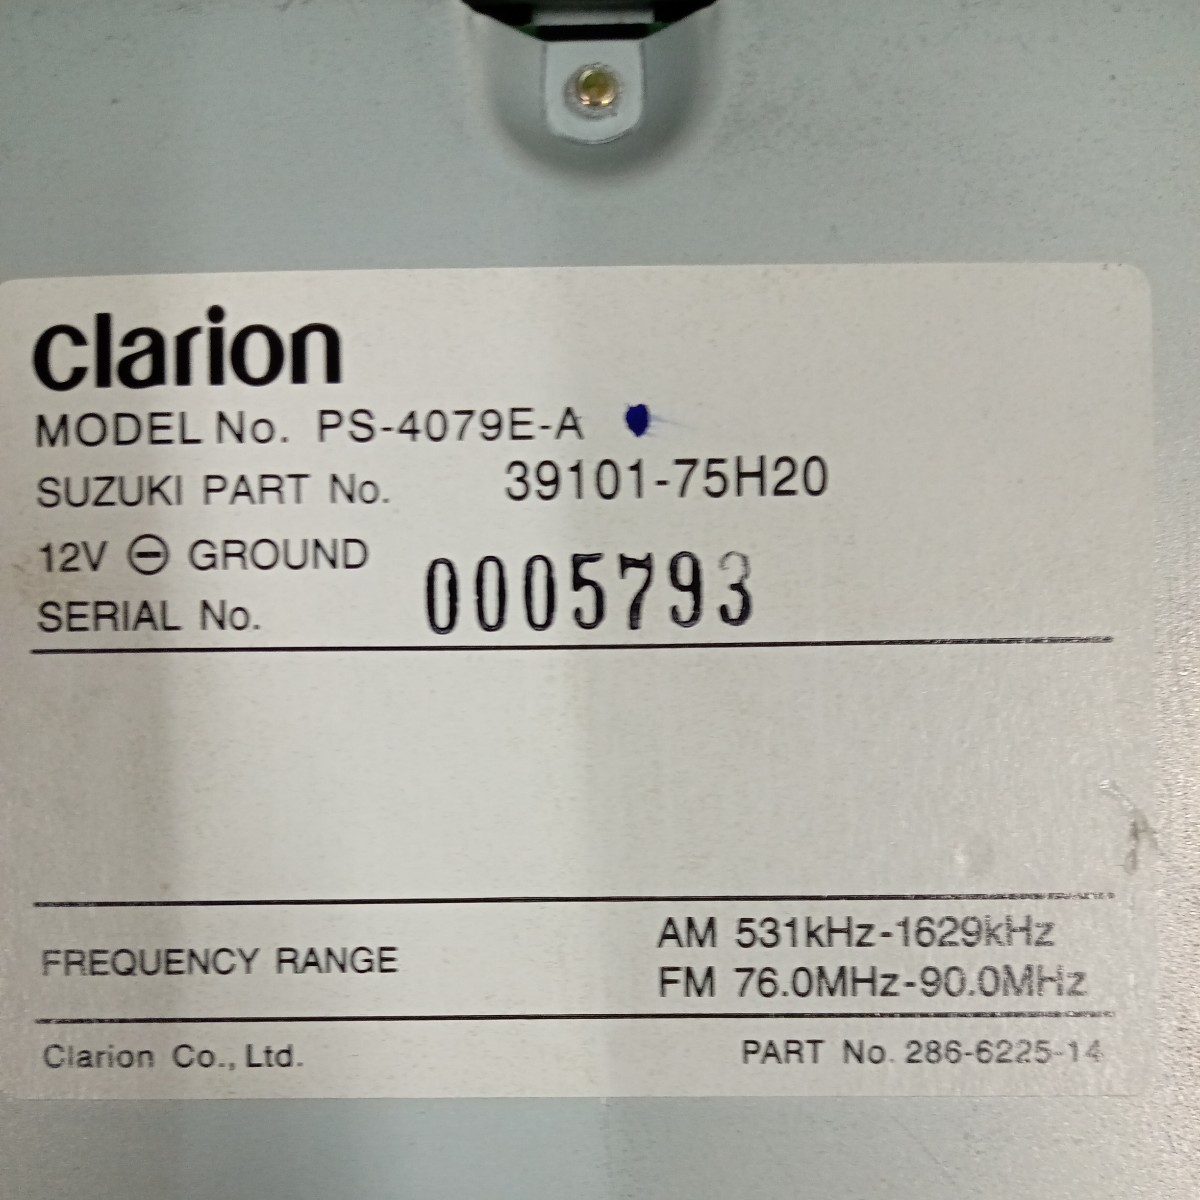 clarion
MODEL No. PS-4079E-A
SUZUKI PART No. 39101-75H20
12V ⊖ GROUND
SERIAL No. 0005793
FREQUENCY RANGE
AM 531kHz-1629kHz
FM 76.0MHz-90.0MHz
Clarion Co., Ltd. PART No. 286-6225-14